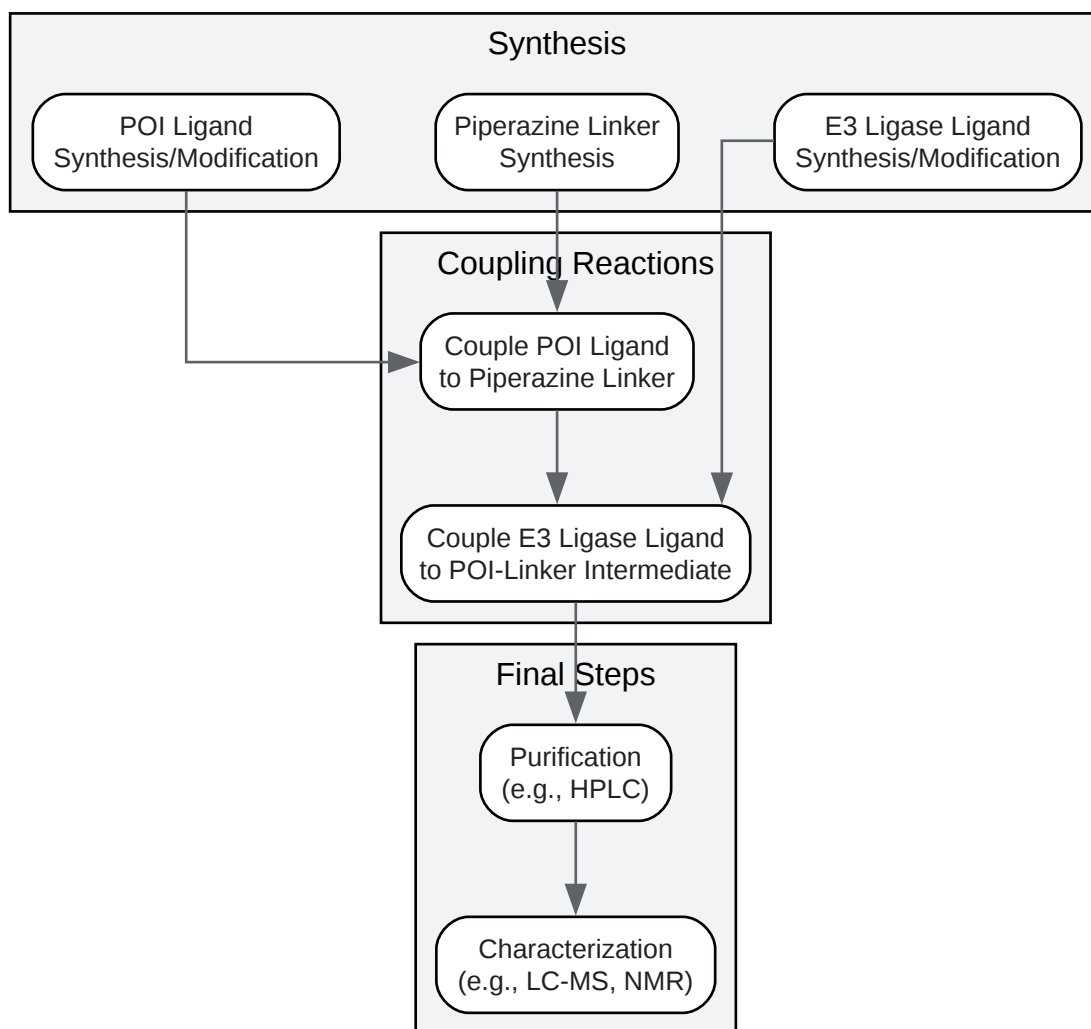 Synthesis
POI Ligand
Synthesis/Modification
Piperazine Linker
Synthesis
E3 Ligase Ligand
Synthesis/Modification
Coupling Reactions
Couple POI Ligand
to Piperazine Linker
Couple E3 Ligase Ligand
to POI-Linker Intermediate
Final Steps
Purification
(e.g., HPLC)
Characterization
(e.g., LC-MS, NMR)